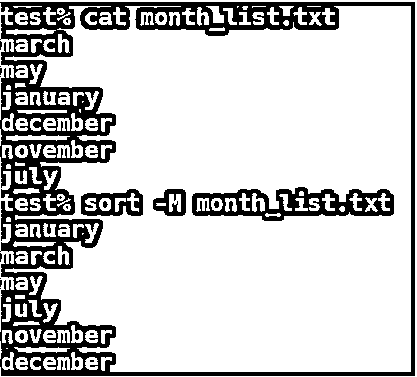 test% cat month_list.txt
march
may
january
december
november
july
test% sort -M month_list.txt
january
march
may
july
november
december